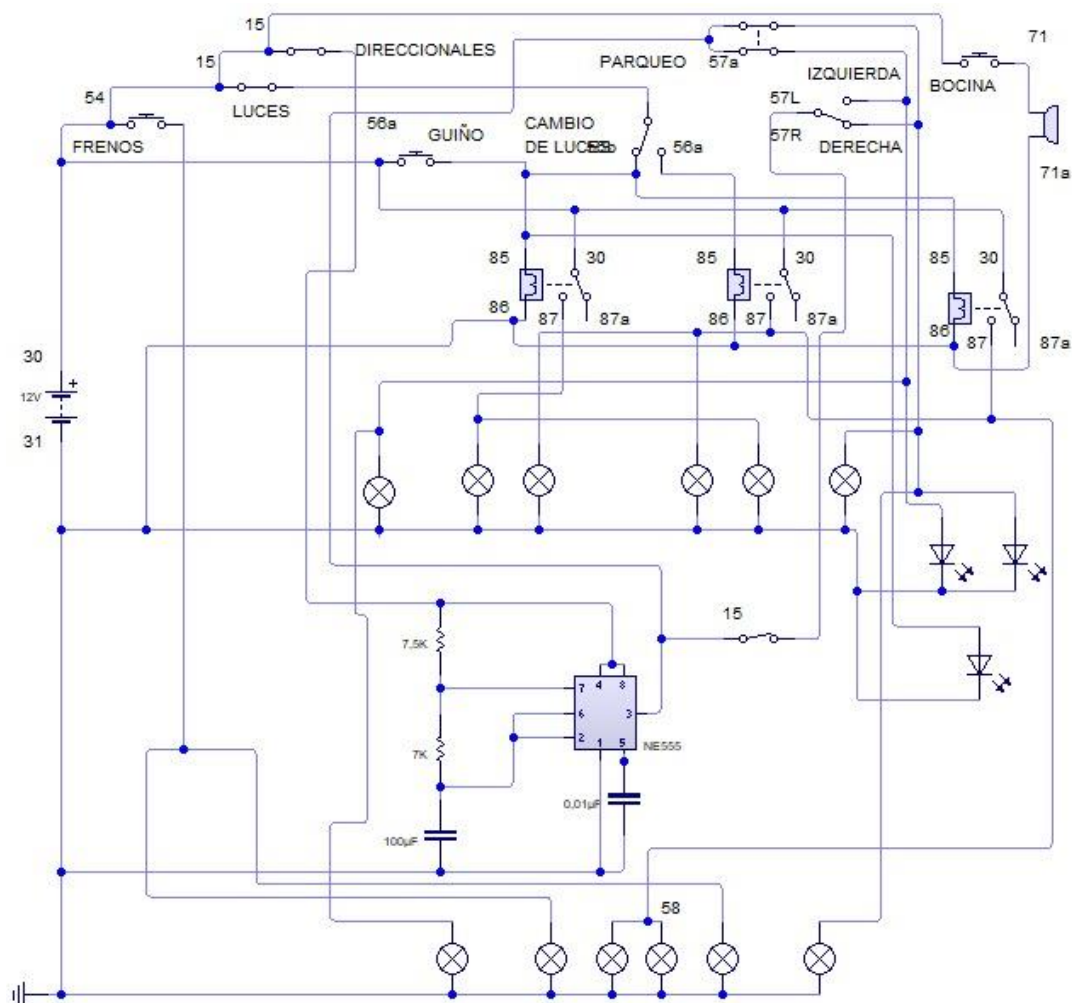 15
71
15
DIRECCIONALES
PARQUEO
57a
IZQUIERDA
BOCINA
54
LUCES
57L
56a
GUIÑO
CAMBIO
57R
FRENOS
DE LUCES
56a
DERECHA
71a
85
30
85
30
85
30
86
87
87a
86
87
87a
86
87
87a
30
+
12V
31
15
7,5K
4
8
7
6
3
2
7K
1
5
NE555
0,01µF
100µF
58